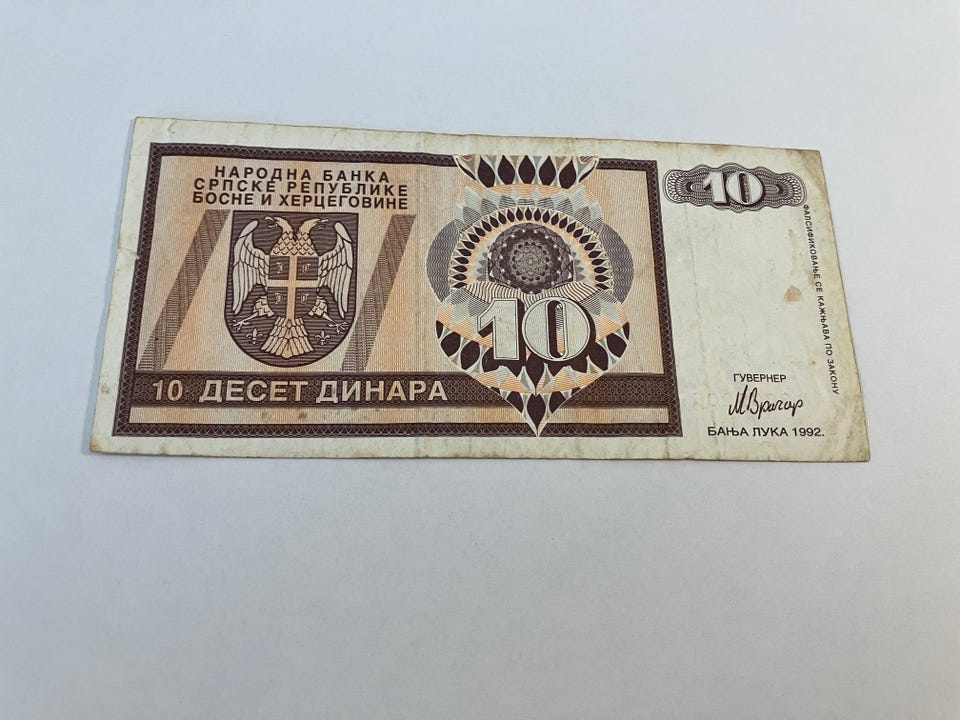 НАРОДНА БАНКА
СРПСКЕ РЕПУБЛИКЕ
БОСНЕ И ХЕРЦЕГОВИНЕ
10
10
10 ДЕСЕТ ДИНАРА
ФАЛСИФИКОВАЊЕ СЕ КАЖЊАВА ПО ЗАКОНУ
ГУВЕРНЕР
М Врагар
БАЊА ЛУКА 1992.